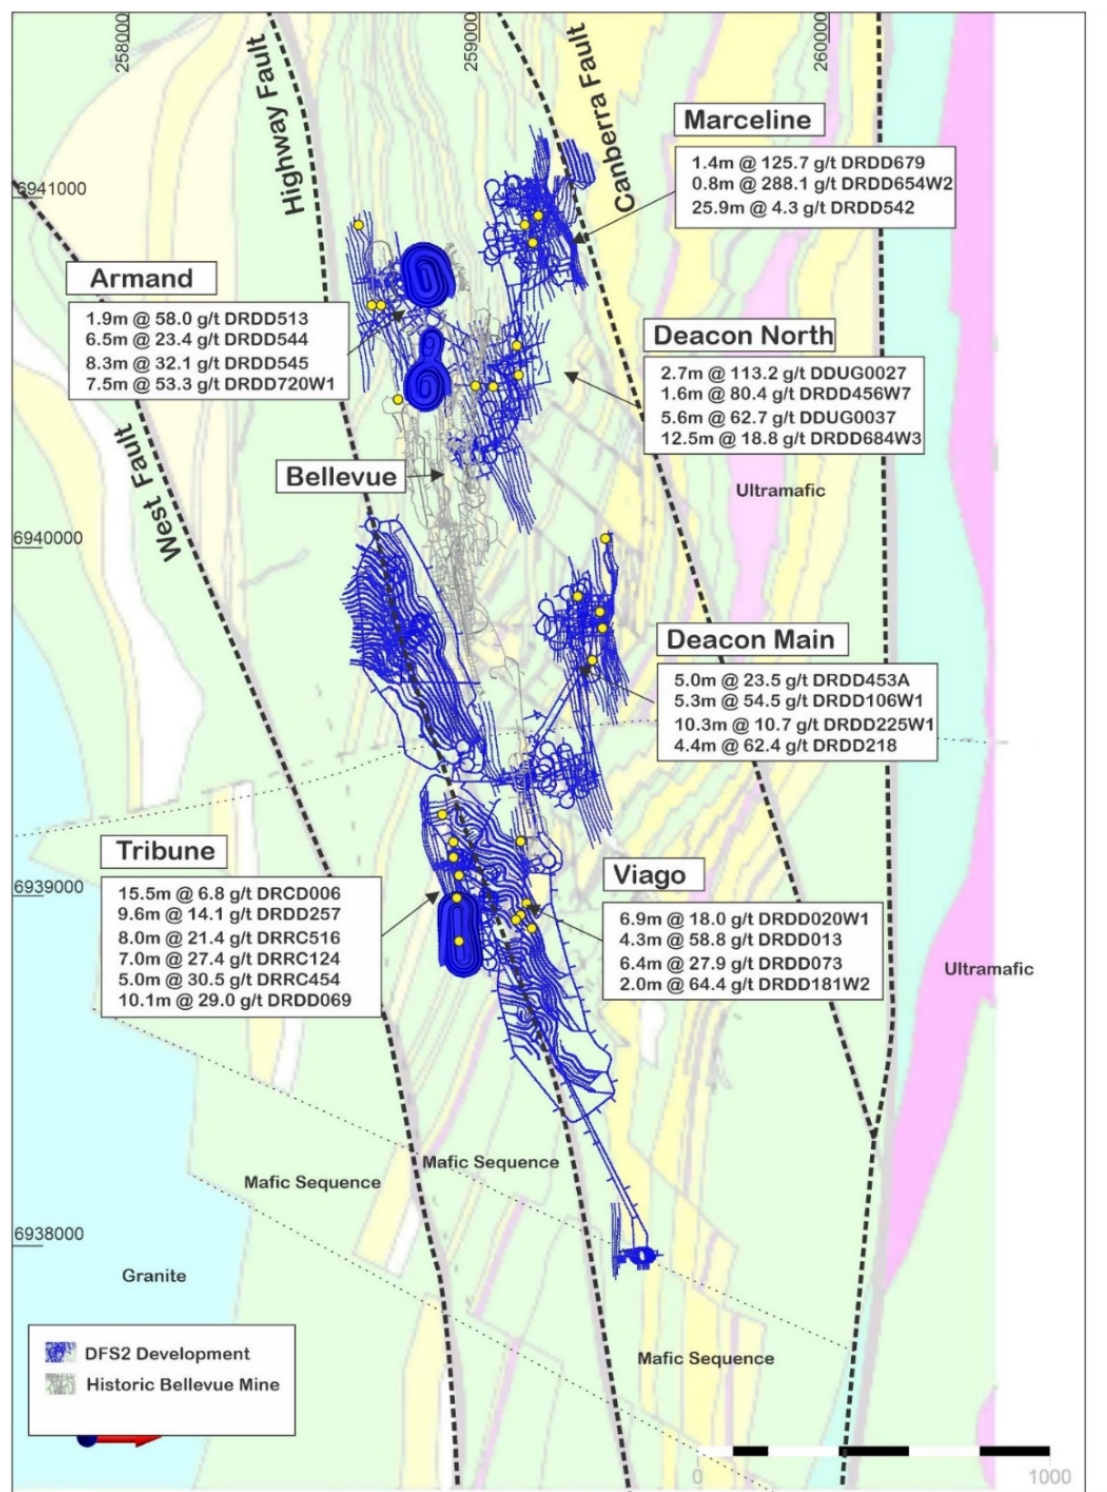 258000
259000
260000
Highway Fault
Canberra Fault
Marceline
1.4m @ 125.7 g/t DRDD679
0.8m @ 288.1 g/t DRDD654W2
25.9m @ 4.3 g/t DRDD542
6941000
Armand
1.9m @ 58.0 g/t DRDD513
6.5m @ 23.4 g/t DRDD544
8.3m @ 32.1 g/t DRDD545
7.5m @ 53.3 g/t DRDD720W1
Deacon North
2.7m @ 113.2 g/t DDUG0027
1.6m @ 80.4 g/t DRDD456W7
5.6m @ 62.7 g/t DDUG0037
12.5m @ 18.8 g/t DRDD684W3
West Fault
Bellevue
Ultramafic
6940000
Deacon Main
5.0m @ 23.5 g/t DRDD453A
5.3m @ 54.5 g/t DRDD106W1
10.3m @ 10.7 g/t DRDD225W1
4.4m @ 62.4 g/t DRDD218
Tribune
15.5m @ 6.8 g/t DRCD006
9.6m @ 14.1 g/t DRDD257
8.0m @ 21.4 g/t DRRC516
7.0m @ 27.4 g/t DRRC124
5.0m @ 30.5 g/t DRRC454
10.1m @ 29.0 g/t DRDD069
6939000
Viago
6.9m @ 18.0 g/t DRDD020W1
4.3m @ 58.8 g/t DRDD013
6.4m @ 27.9 g/t DRDD073
2.0m @ 64.4 g/t DRDD181W2
Ultramafic
Mafic Sequence
Mafic Sequence
6938000
Granite
Mafic Sequence
DFS2 Development
Historic Bellevue Mine
0
1000